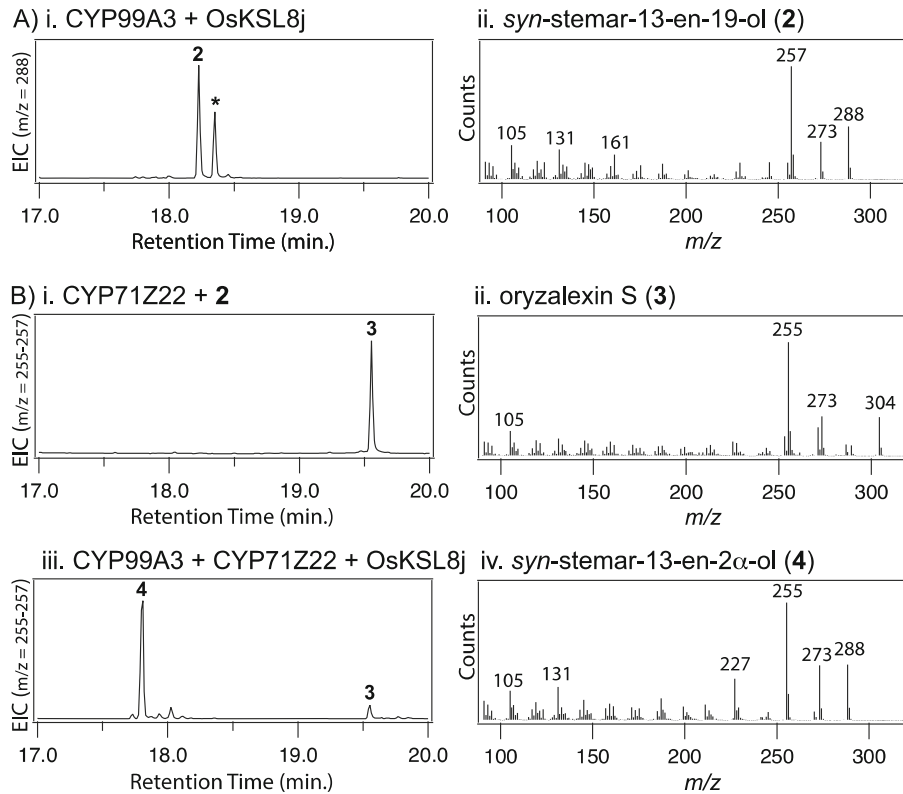 A) i. CYP99A3 + OsKSL8j
EIC (m/z = 288)
2
*
17.0 18.0 19.0 20.0
Retention Time (min.)
ii. syn-stemar-13-en-19-ol (2)
Counts
257
288
273
105
131
161
100 150 200 250 300
m/z
B) i. CYP71Z22 + 2
EIC (m/z = 255-257)
3
17.0 18.0 19.0 20.0
Retention Time (min.)
ii. oryzalexin S (3)
Counts
255
273
304
105
100 150 200 250 300
m/z
iii. CYP99A3 + CYP71Z22 + OsKSL8j
EIC (m/z = 255-257)
4
3
17.0 18.0 19.0 20.0
Retention Time (min.)
iv. syn-stemar-13-en-2α-ol (4)
Counts
255
273
288
227
105
131
100 150 200 250 300
m/z